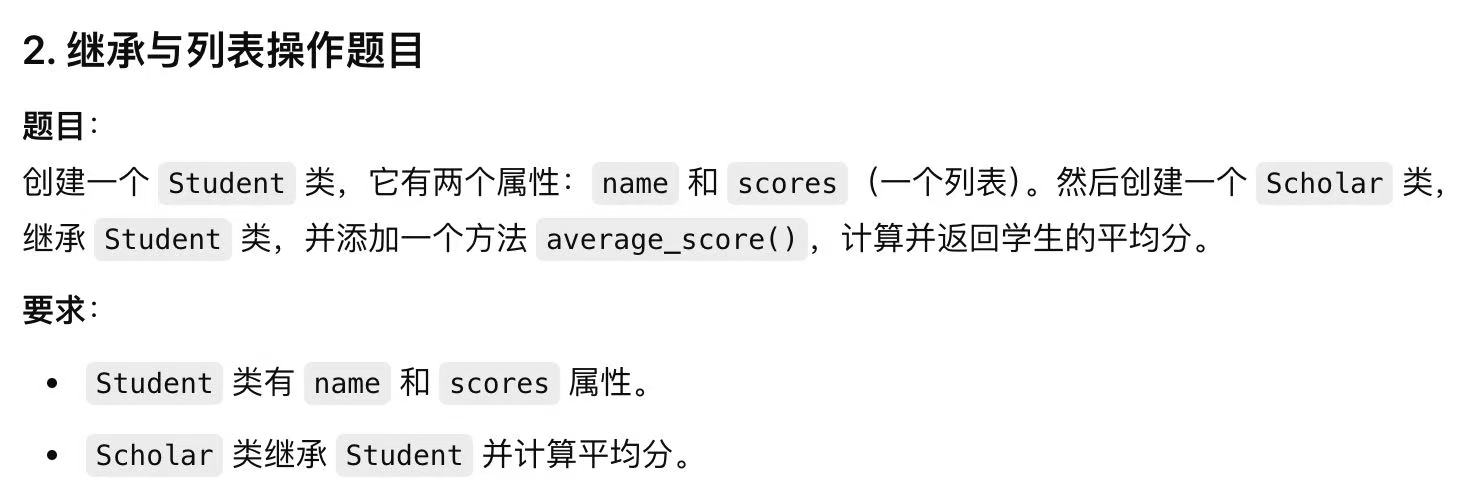 2. 继承与列表操作题目
题目：
创建一个 Student 类，它有两个属性：name 和 scores（一个列表）。然后创建一个 Scholar 类，
继承 Student 类，并添加一个方法 average_score()，计算并返回学生的平均分。
要求：
• Student 类有 name 和 scores 属性。
• Scholar 类继承 Student 并计算平均分。